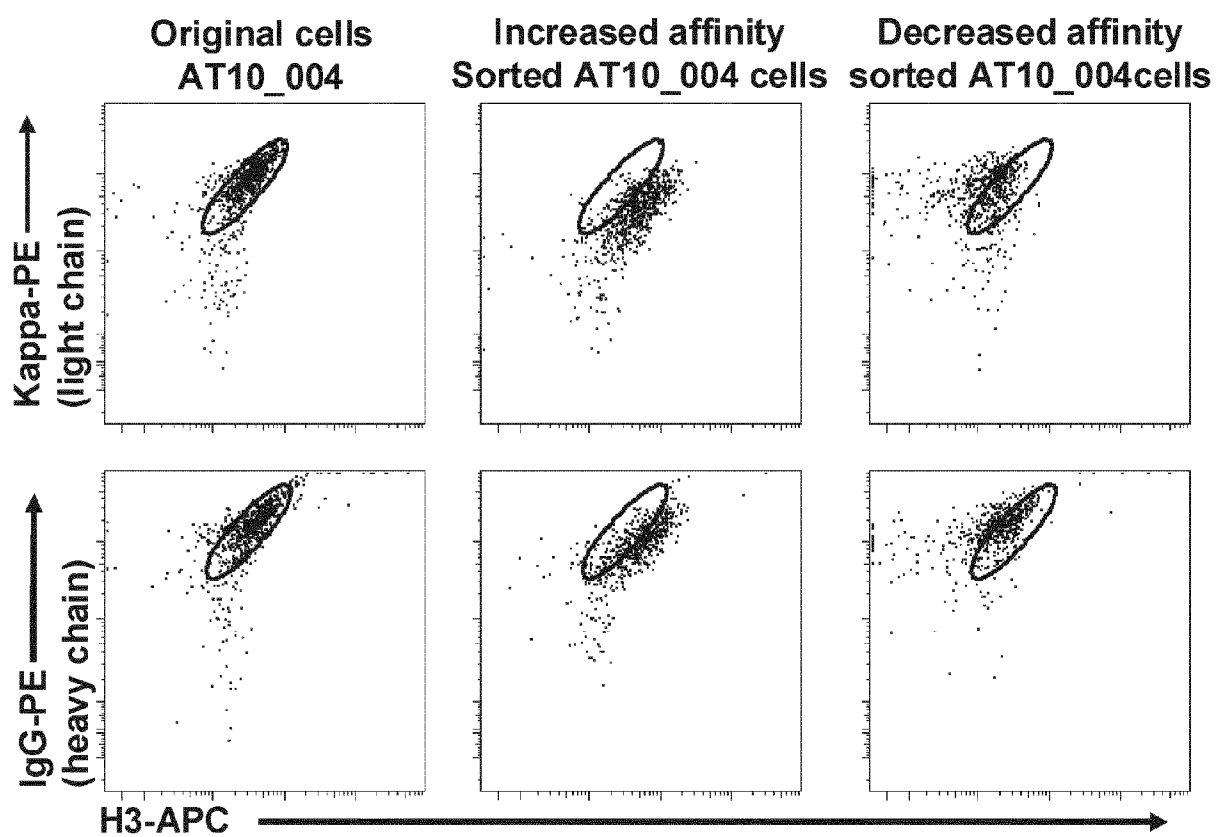 Original cells
AT10_004
Increased affinity
Sorted AT10_004 cells
Decreased affinity
sorted AT10_004cells
Kappa-PE
(light chain)
IgG-PE
(heavy chain)
H3-APC